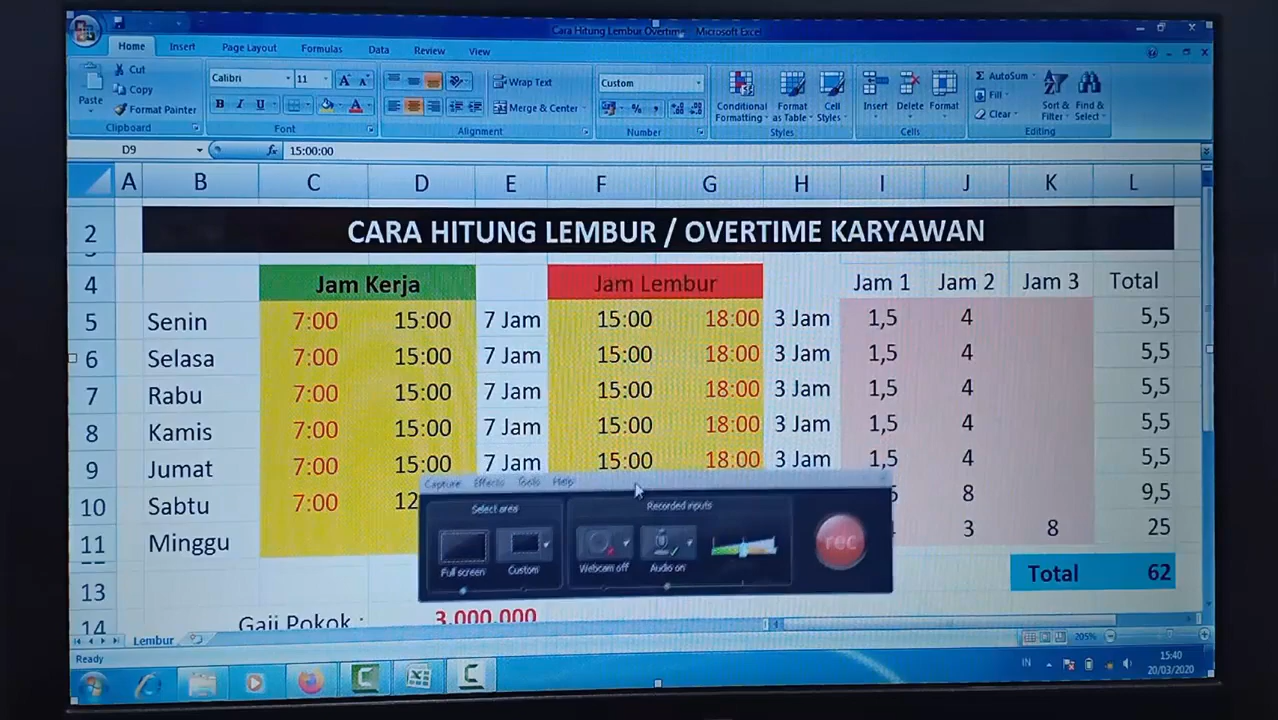 Cara Hitung Lembur Overtime - Microsoft Excel
Home Insert Page Layout Formulas Data Review View
Cut
Copy
Format Painter
Paste
Clipboard
Calibri 11
B I U
Font
Wrap Text
Merge & Center
Alignment
Custom
Number
Conditional Formatting
Format as Table
Cell Styles
Styles
Insert Delete Format
Cells
AutoSum
Fill
Clear
Sort & Filter
Find & Select
Editing
D9 fx 15:00:00
A B C D E F G H I J K L
2 CARA HITUNG LEMBUR / OVERTIME KARYAWAN
4 Jam Kerja Jam Lembur Jam 1 Jam 2 Jam 3 Total
5 Senin 7:00 15:00 7 Jam 15:00 18:00 3 Jam 1,5 4 5,5
6 Selasa 7:00 15:00 7 Jam 15:00 18:00 3 Jam 1,5 4 5,5
7 Rabu 7:00 15:00 7 Jam 15:00 18:00 3 Jam 1,5 4 5,5
8 Kamis 7:00 15:00 7 Jam 15:00 18:00 3 Jam 1,5 4 5,5
9 Jumat 7:00 15:00 7 Jam 15:00 18:00 3 Jam 1,5 4 5,5
10 Sabtu 7:00 12 8 9,5
11 Minggu 3 8 25
13 Total 62
14 Gaji Pokok : 3.000.000
Capture Effects Tools Help
Select area
Full screen Custom
Recorded inputs
Webcam off Audio on
rec
Lembur
Ready 205%
IN 15:40
20/03/2020